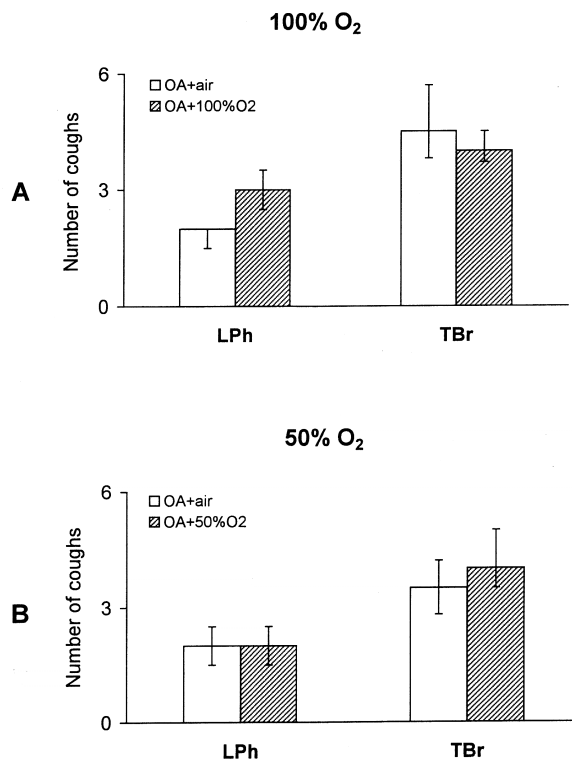 100% O₂
6
OA+air
OA+100%O2
A
Number of coughs
3
0
LPh TBr
50% O₂
6
OA+air
OA+50%O2
B
Number of coughs
3
0
LPh TBr